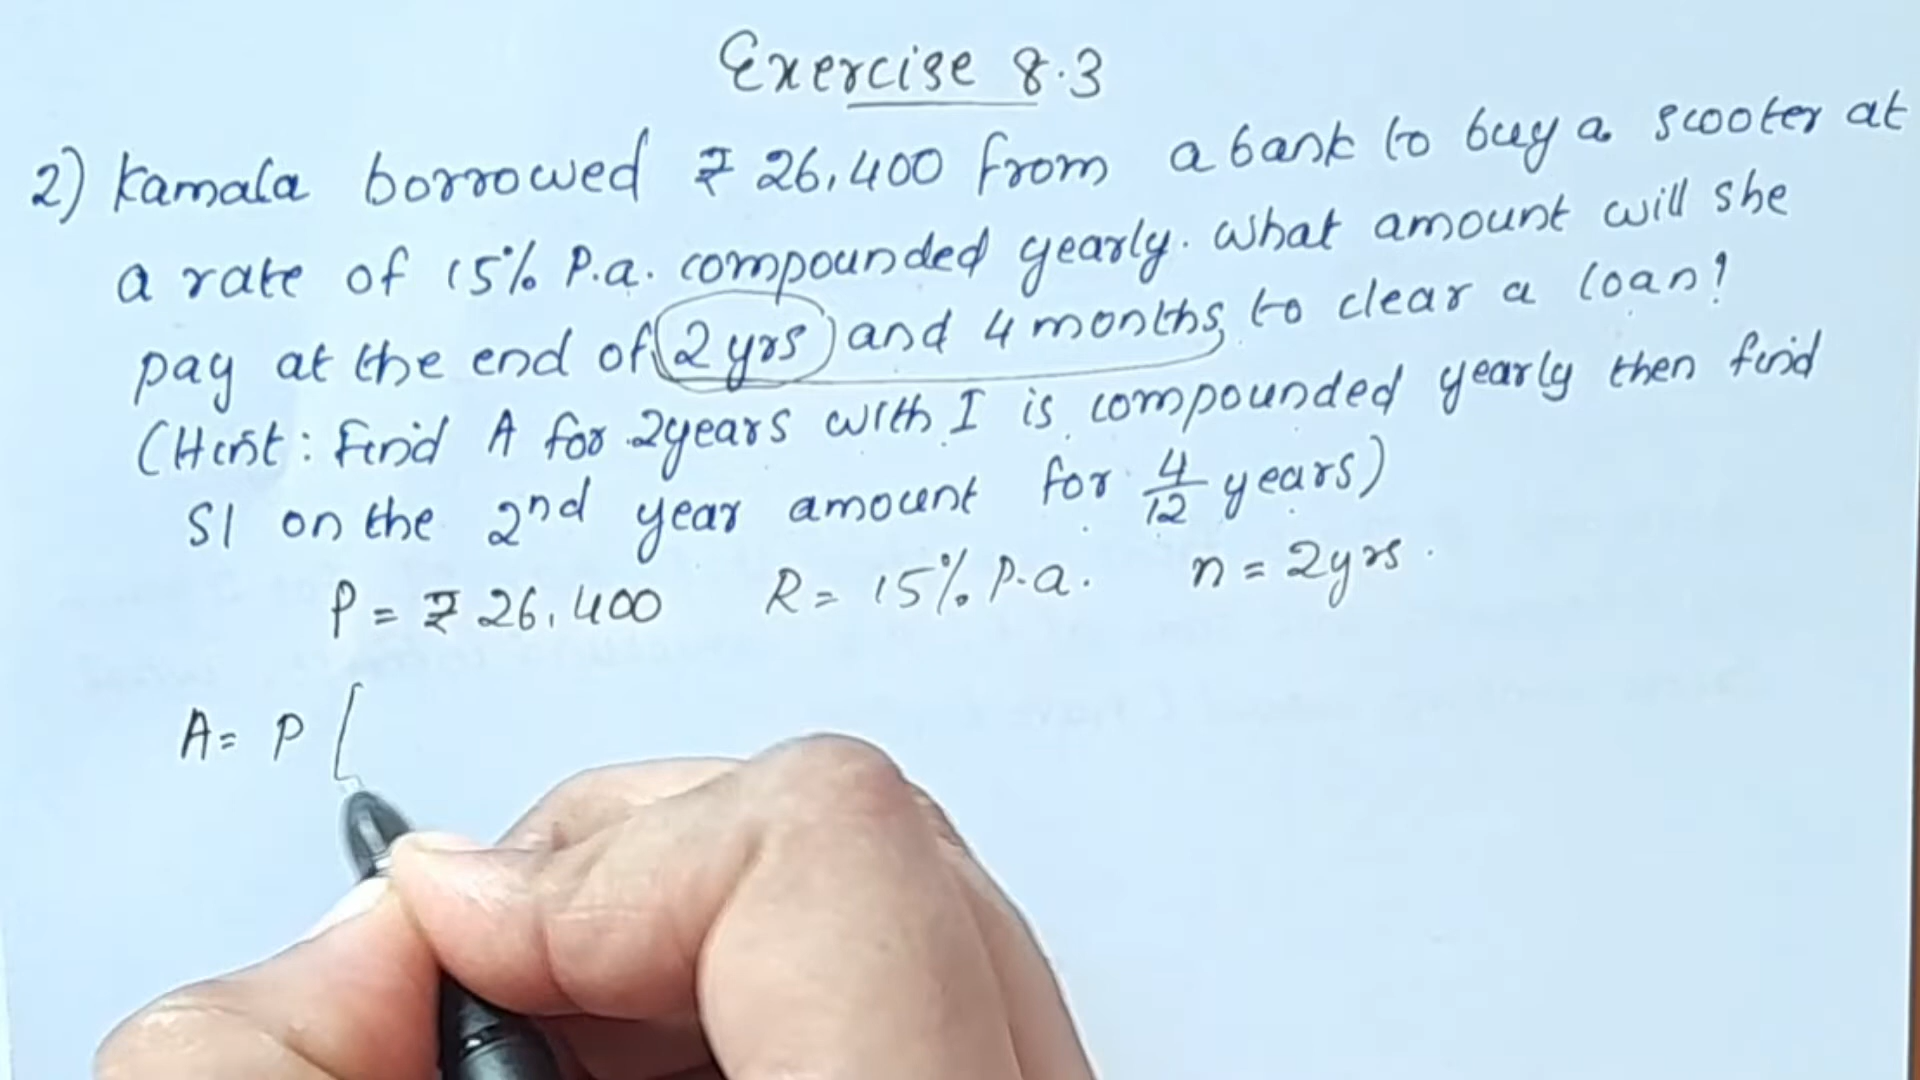 Exercise 8.3
2) Kamala borrowed ₹ 26,400 from a bank to buy a scooter at
a rate of 15% P.a. compounded yearly. What amount will she
pay at the end of 2 yrs and 4 months to clear a loan?
(Hint: Find A for 2years with I is compounded yearly then find
SI on the 2nd year amount for 4/12 years)
P = ₹ 26,400 R = 15% P.a. n = 2yrs.
A = P [